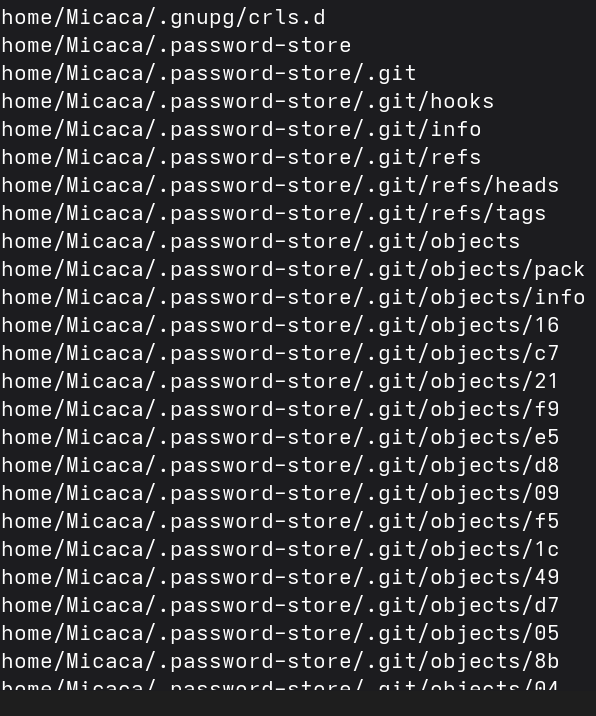 home/Micaca/.gnupg/crls.d
home/Micaca/.password-store
home/Micaca/.password-store/.git
home/Micaca/.password-store/.git/hooks
home/Micaca/.password-store/.git/info
home/Micaca/.password-store/.git/refs
home/Micaca/.password-store/.git/refs/heads
home/Micaca/.password-store/.git/refs/tags
home/Micaca/.password-store/.git/objects
home/Micaca/.password-store/.git/objects/pack
home/Micaca/.password-store/.git/objects/info
home/Micaca/.password-store/.git/objects/16
home/Micaca/.password-store/.git/objects/c7
home/Micaca/.password-store/.git/objects/21
home/Micaca/.password-store/.git/objects/f9
home/Micaca/.password-store/.git/objects/e5
home/Micaca/.password-store/.git/objects/d8
home/Micaca/.password-store/.git/objects/09
home/Micaca/.password-store/.git/objects/f5
home/Micaca/.password-store/.git/objects/1c
home/Micaca/.password-store/.git/objects/49
home/Micaca/.password-store/.git/objects/d7
home/Micaca/.password-store/.git/objects/05
home/Micaca/.password-store/.git/objects/8b
home/Micaca/.password-store/.git/objects/04